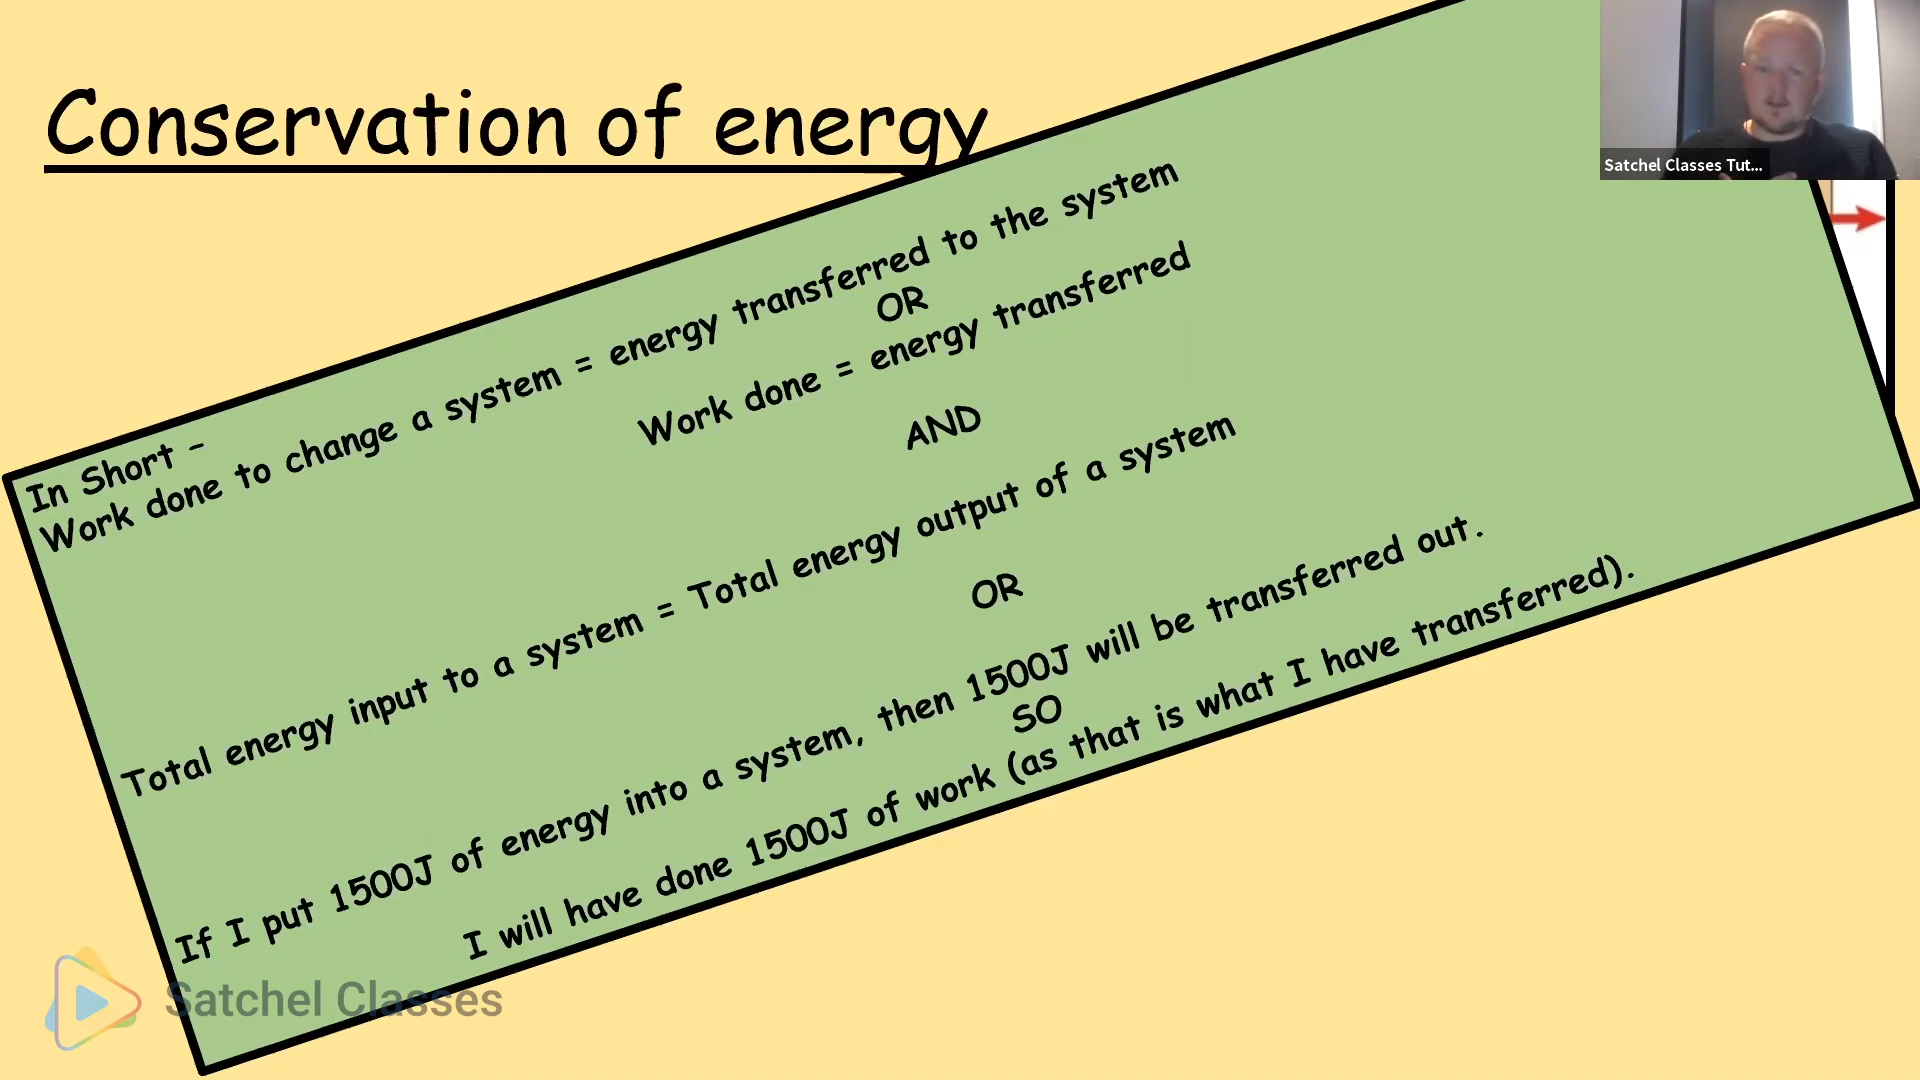 Conservation of energy
Satchel Classes Tut...
In Short -
Work done to change a system = energy transferred to the system
OR
Work done = energy transferred
AND
Total energy input to a system = Total energy output of a system
OR
If I put 1500J of energy into a system, then 1500J will be transferred out.
SO
I will have done 1500J of work (as that is what I have transferred).
Satchel Classes